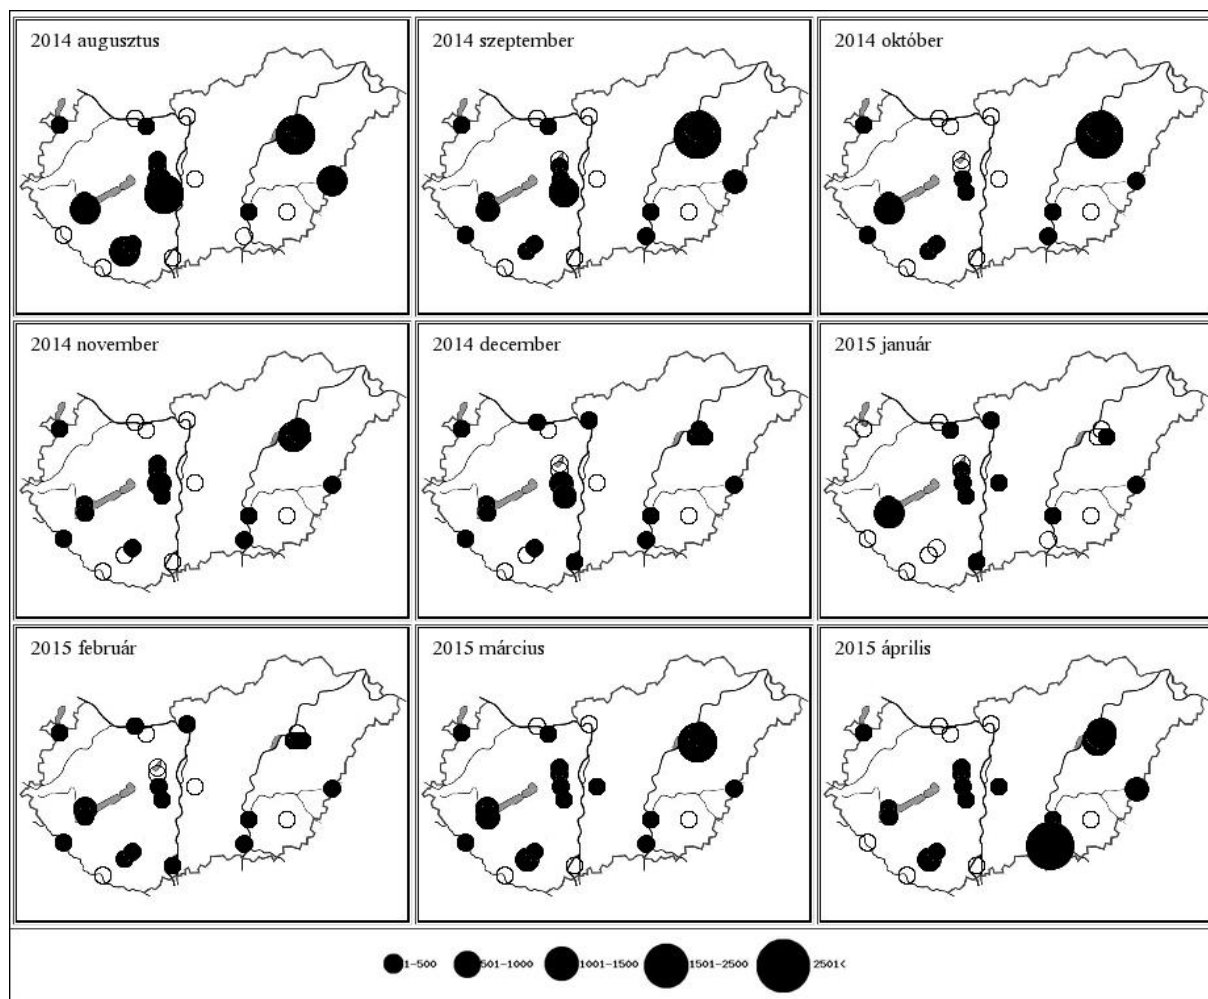 2014 augusztus
2014 szeptember
2014 október
2014 november
2014 december
2015 január
2015 február
2015 március
2015 április
1-500
501-1000
1001-1500
1501-2500
2501<